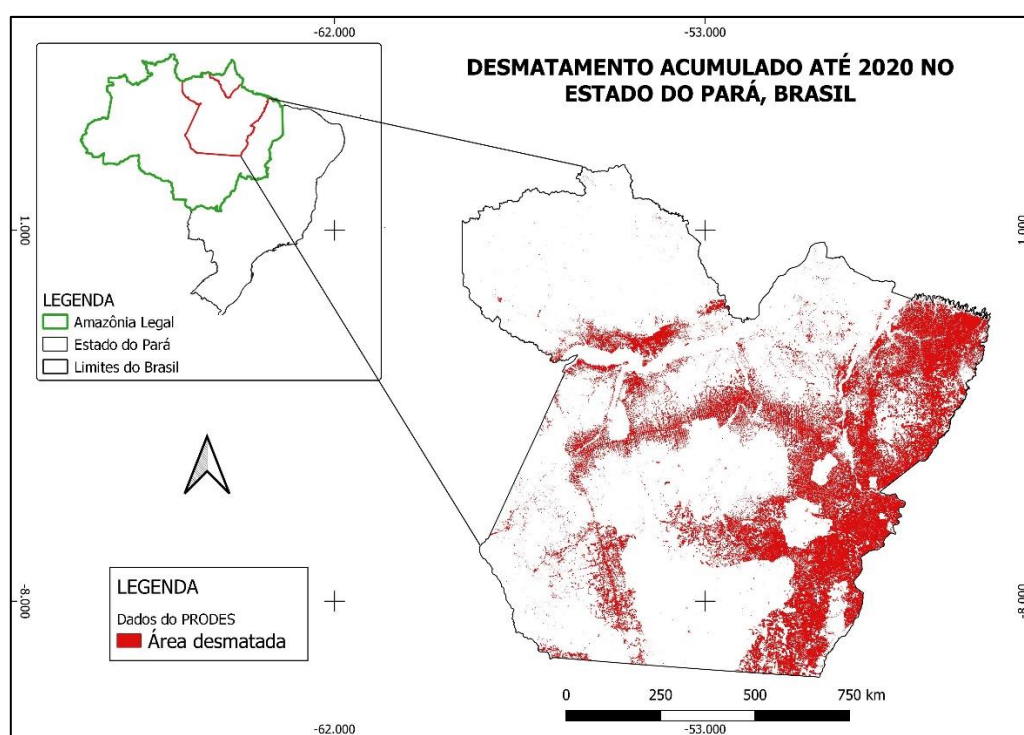 -62.000
-53.000
DESMATAMENTO ACUMULADO ATÉ 2020 NO
ESTADO DO PARÁ, BRASIL
1.000
1.000
LEGENDA
Amazônia Legal
Estado do Pará
Limites do Brasil
-8.000
-8.000
LEGENDA
Dados do PRODES
Área desmatada
0 250 500 750 km
-62.000
-53.000